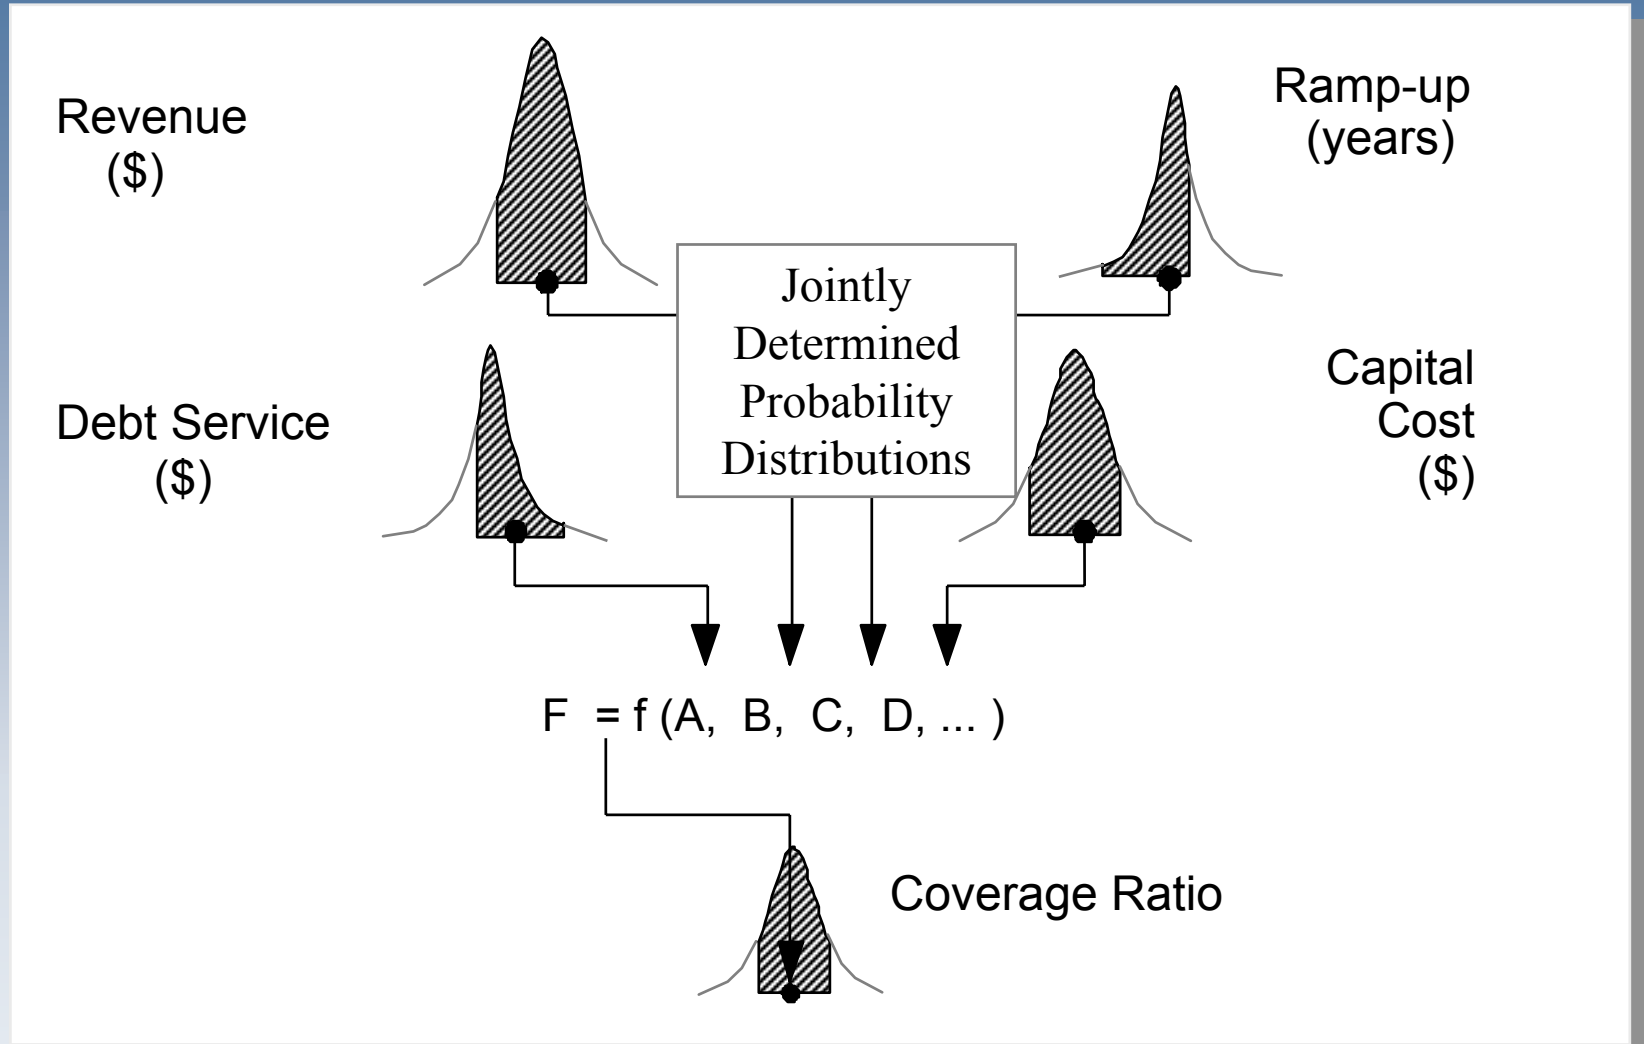 Revenue
($)
Ramp-up
(years)
Jointly
Determined
Probability
Distributions
Debt Service
($)
Capital
Cost
($)
F = f (A, B, C, D, ... )
Coverage Ratio